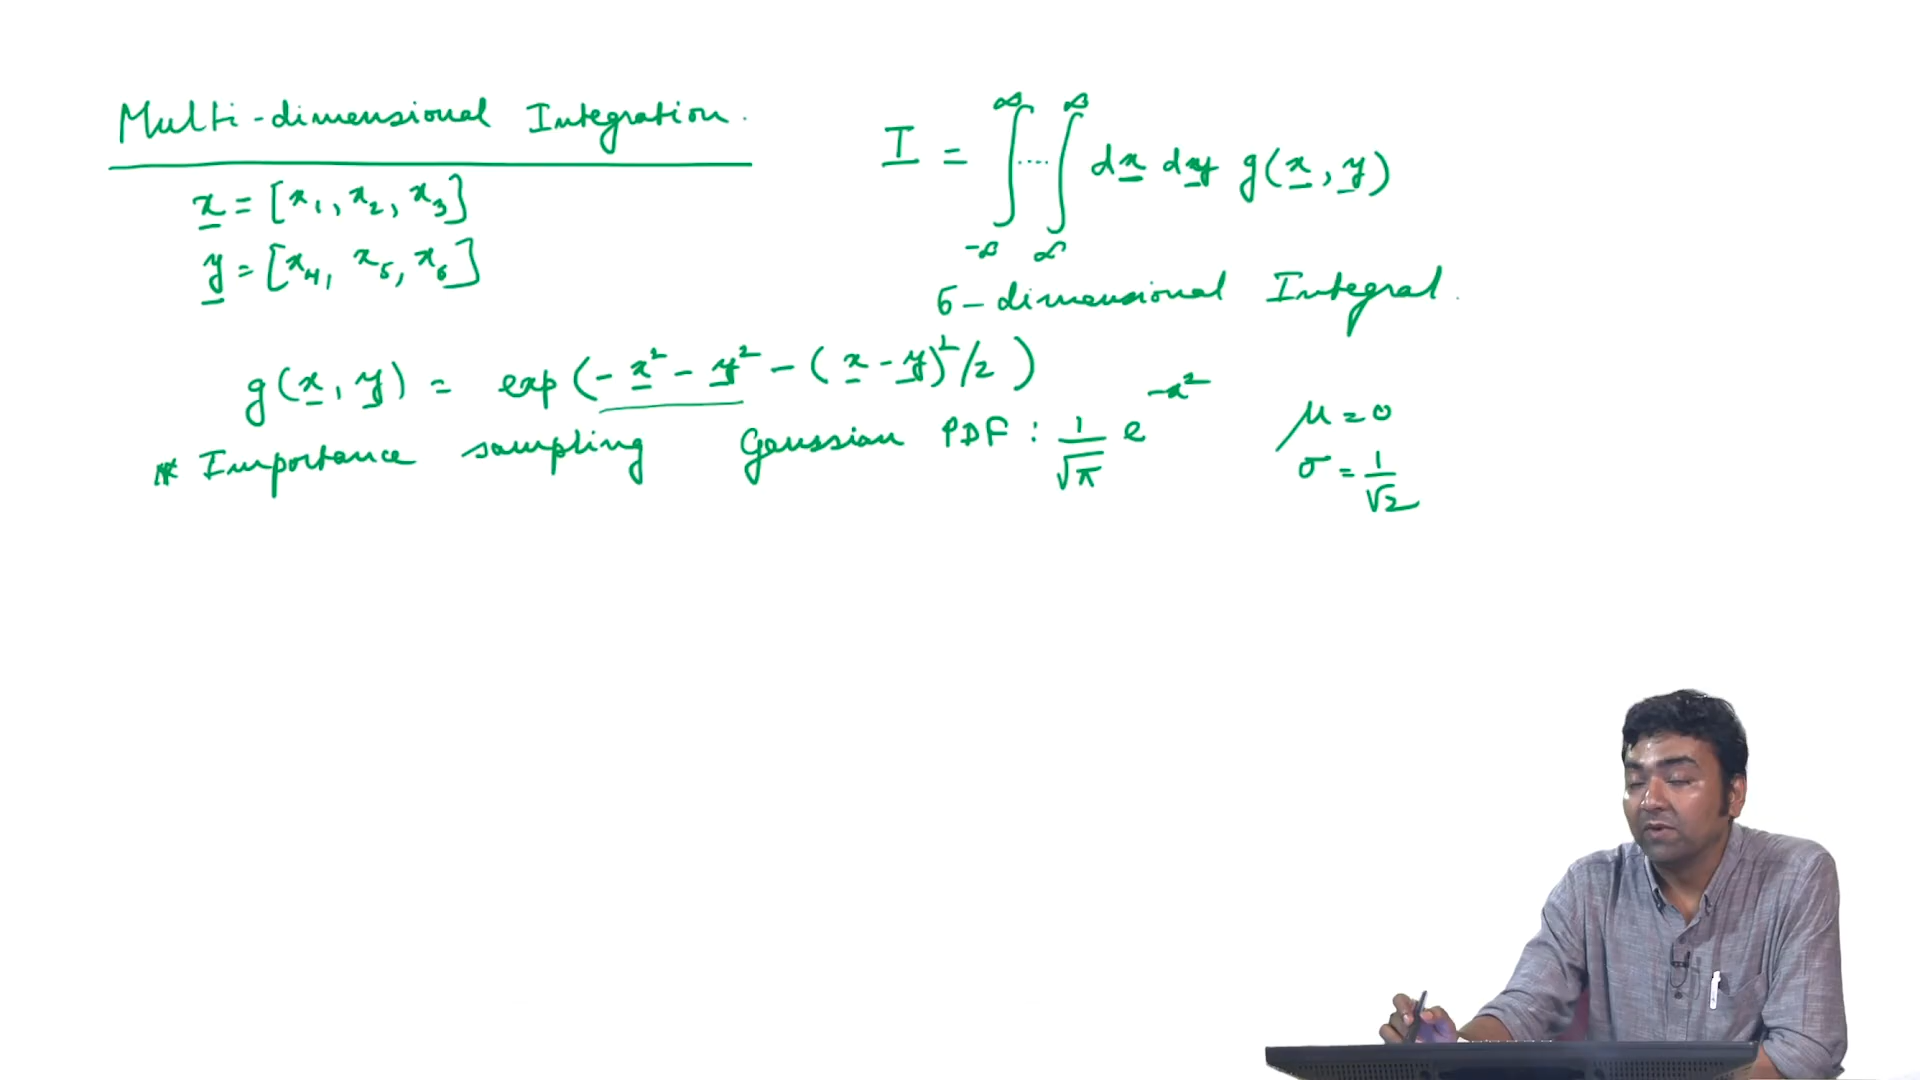 Multi-dimensional Integration.
x = [x₁, x₂, x₃]
y = [x₄, x₅, x₆]
I = ∫_{-∞}^{∞} .... ∫_{∞}^{∞} dx dy g(x, y)
6-dimensional Integral.
g(x, y) = exp(-x² - y² - (x - y)²/2)
* Importance sampling Gaussian PDF : 1/√π e^{-x²}
μ = 0
σ = 1/√2